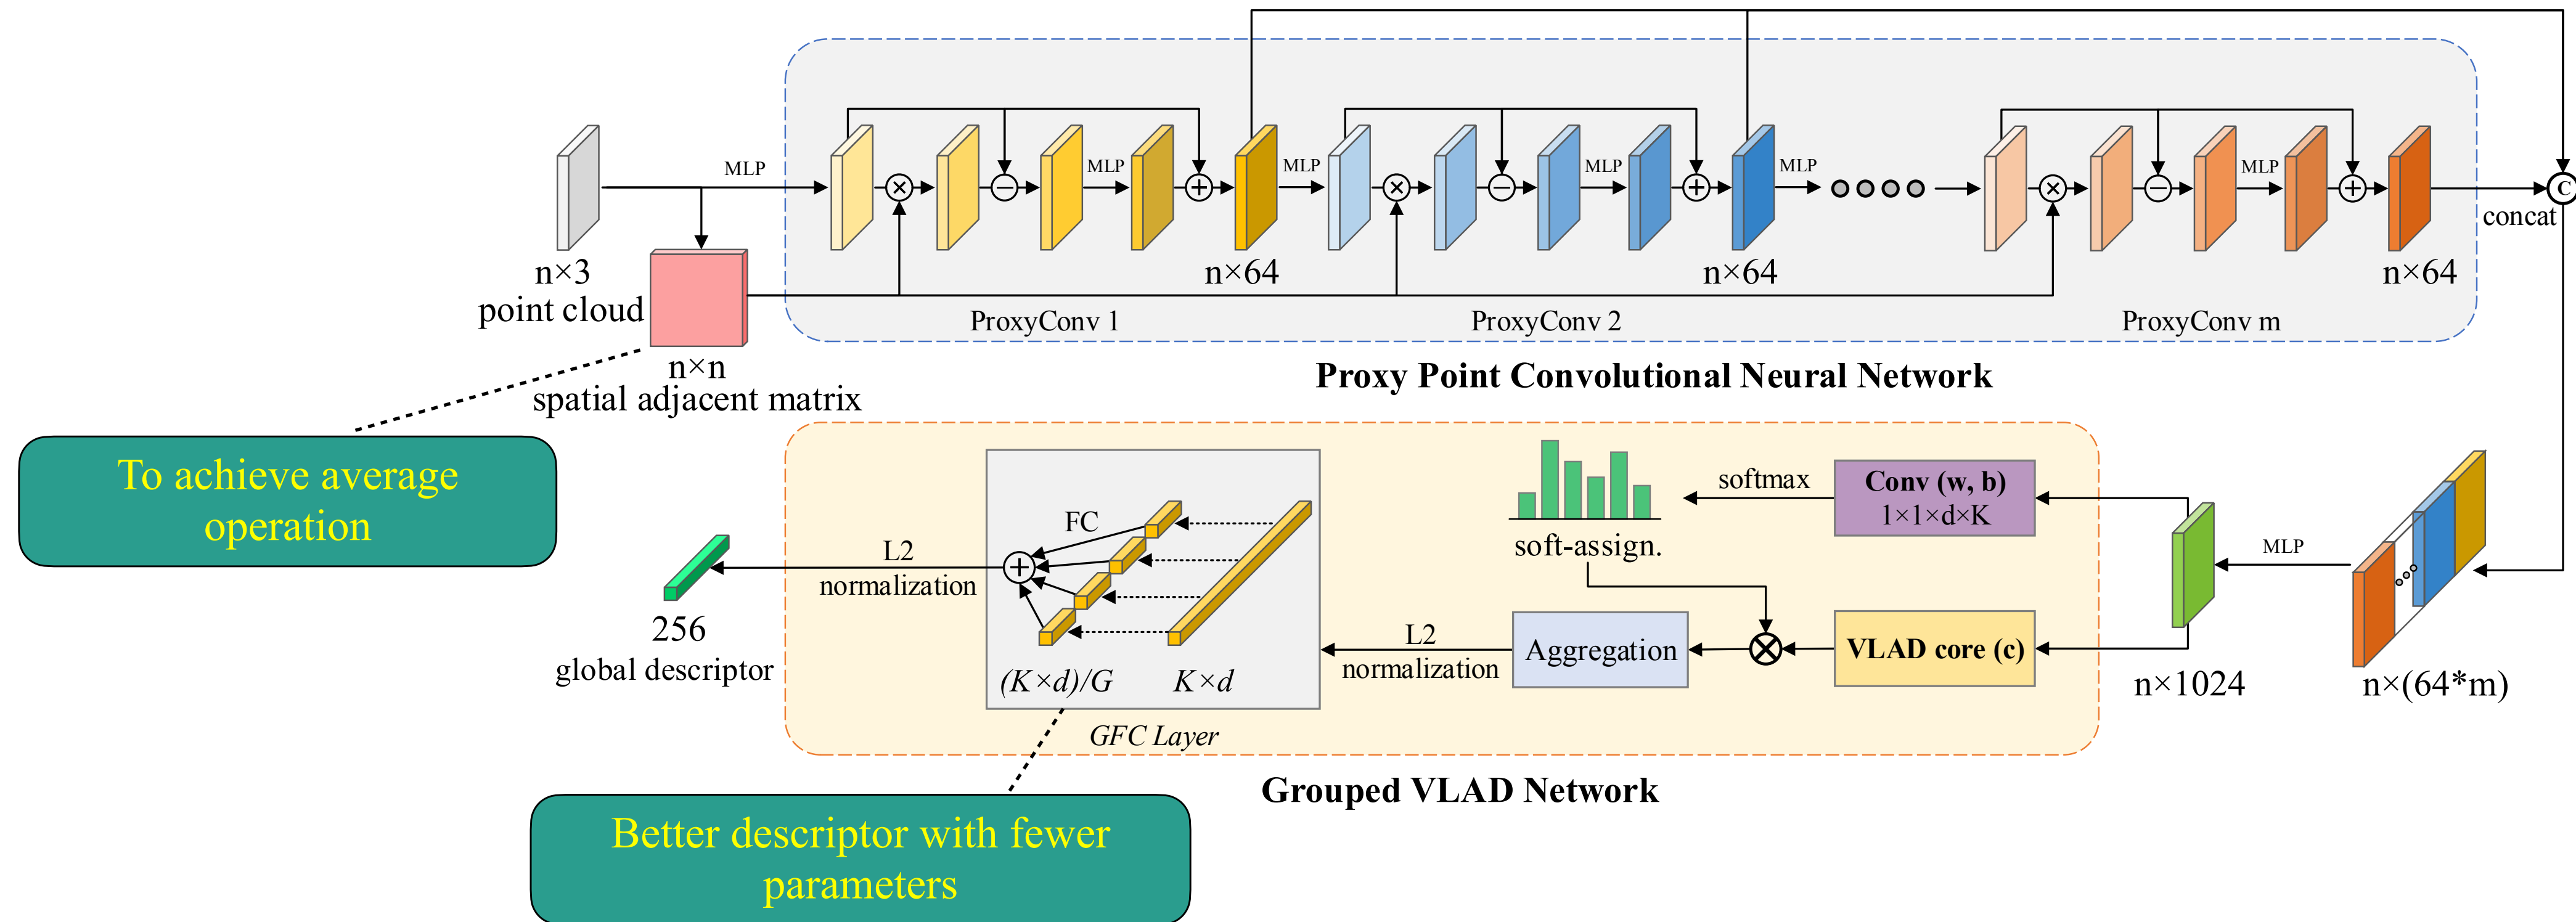 MLP
MLP
MLP
MLP
MLP
MLP
C
concat
n×3
point cloud
n×64
n×64
n×64
ProxyConv 1
ProxyConv 2
ProxyConv m
n×n
spatial adjacent matrix
Proxy Point Convolutional Neural Network
To achieve average
operation
softmax
Conv (w, b)
1×1×d×K
soft-assign.
FC
L2
normalization
MLP
256
global descriptor
(K×d)/G
K×d
GFC Layer
L2
normalization
Aggregation
VLAD core (c)
n×1024
n×(64*m)
Grouped VLAD Network
Better descriptor with fewer
parameters